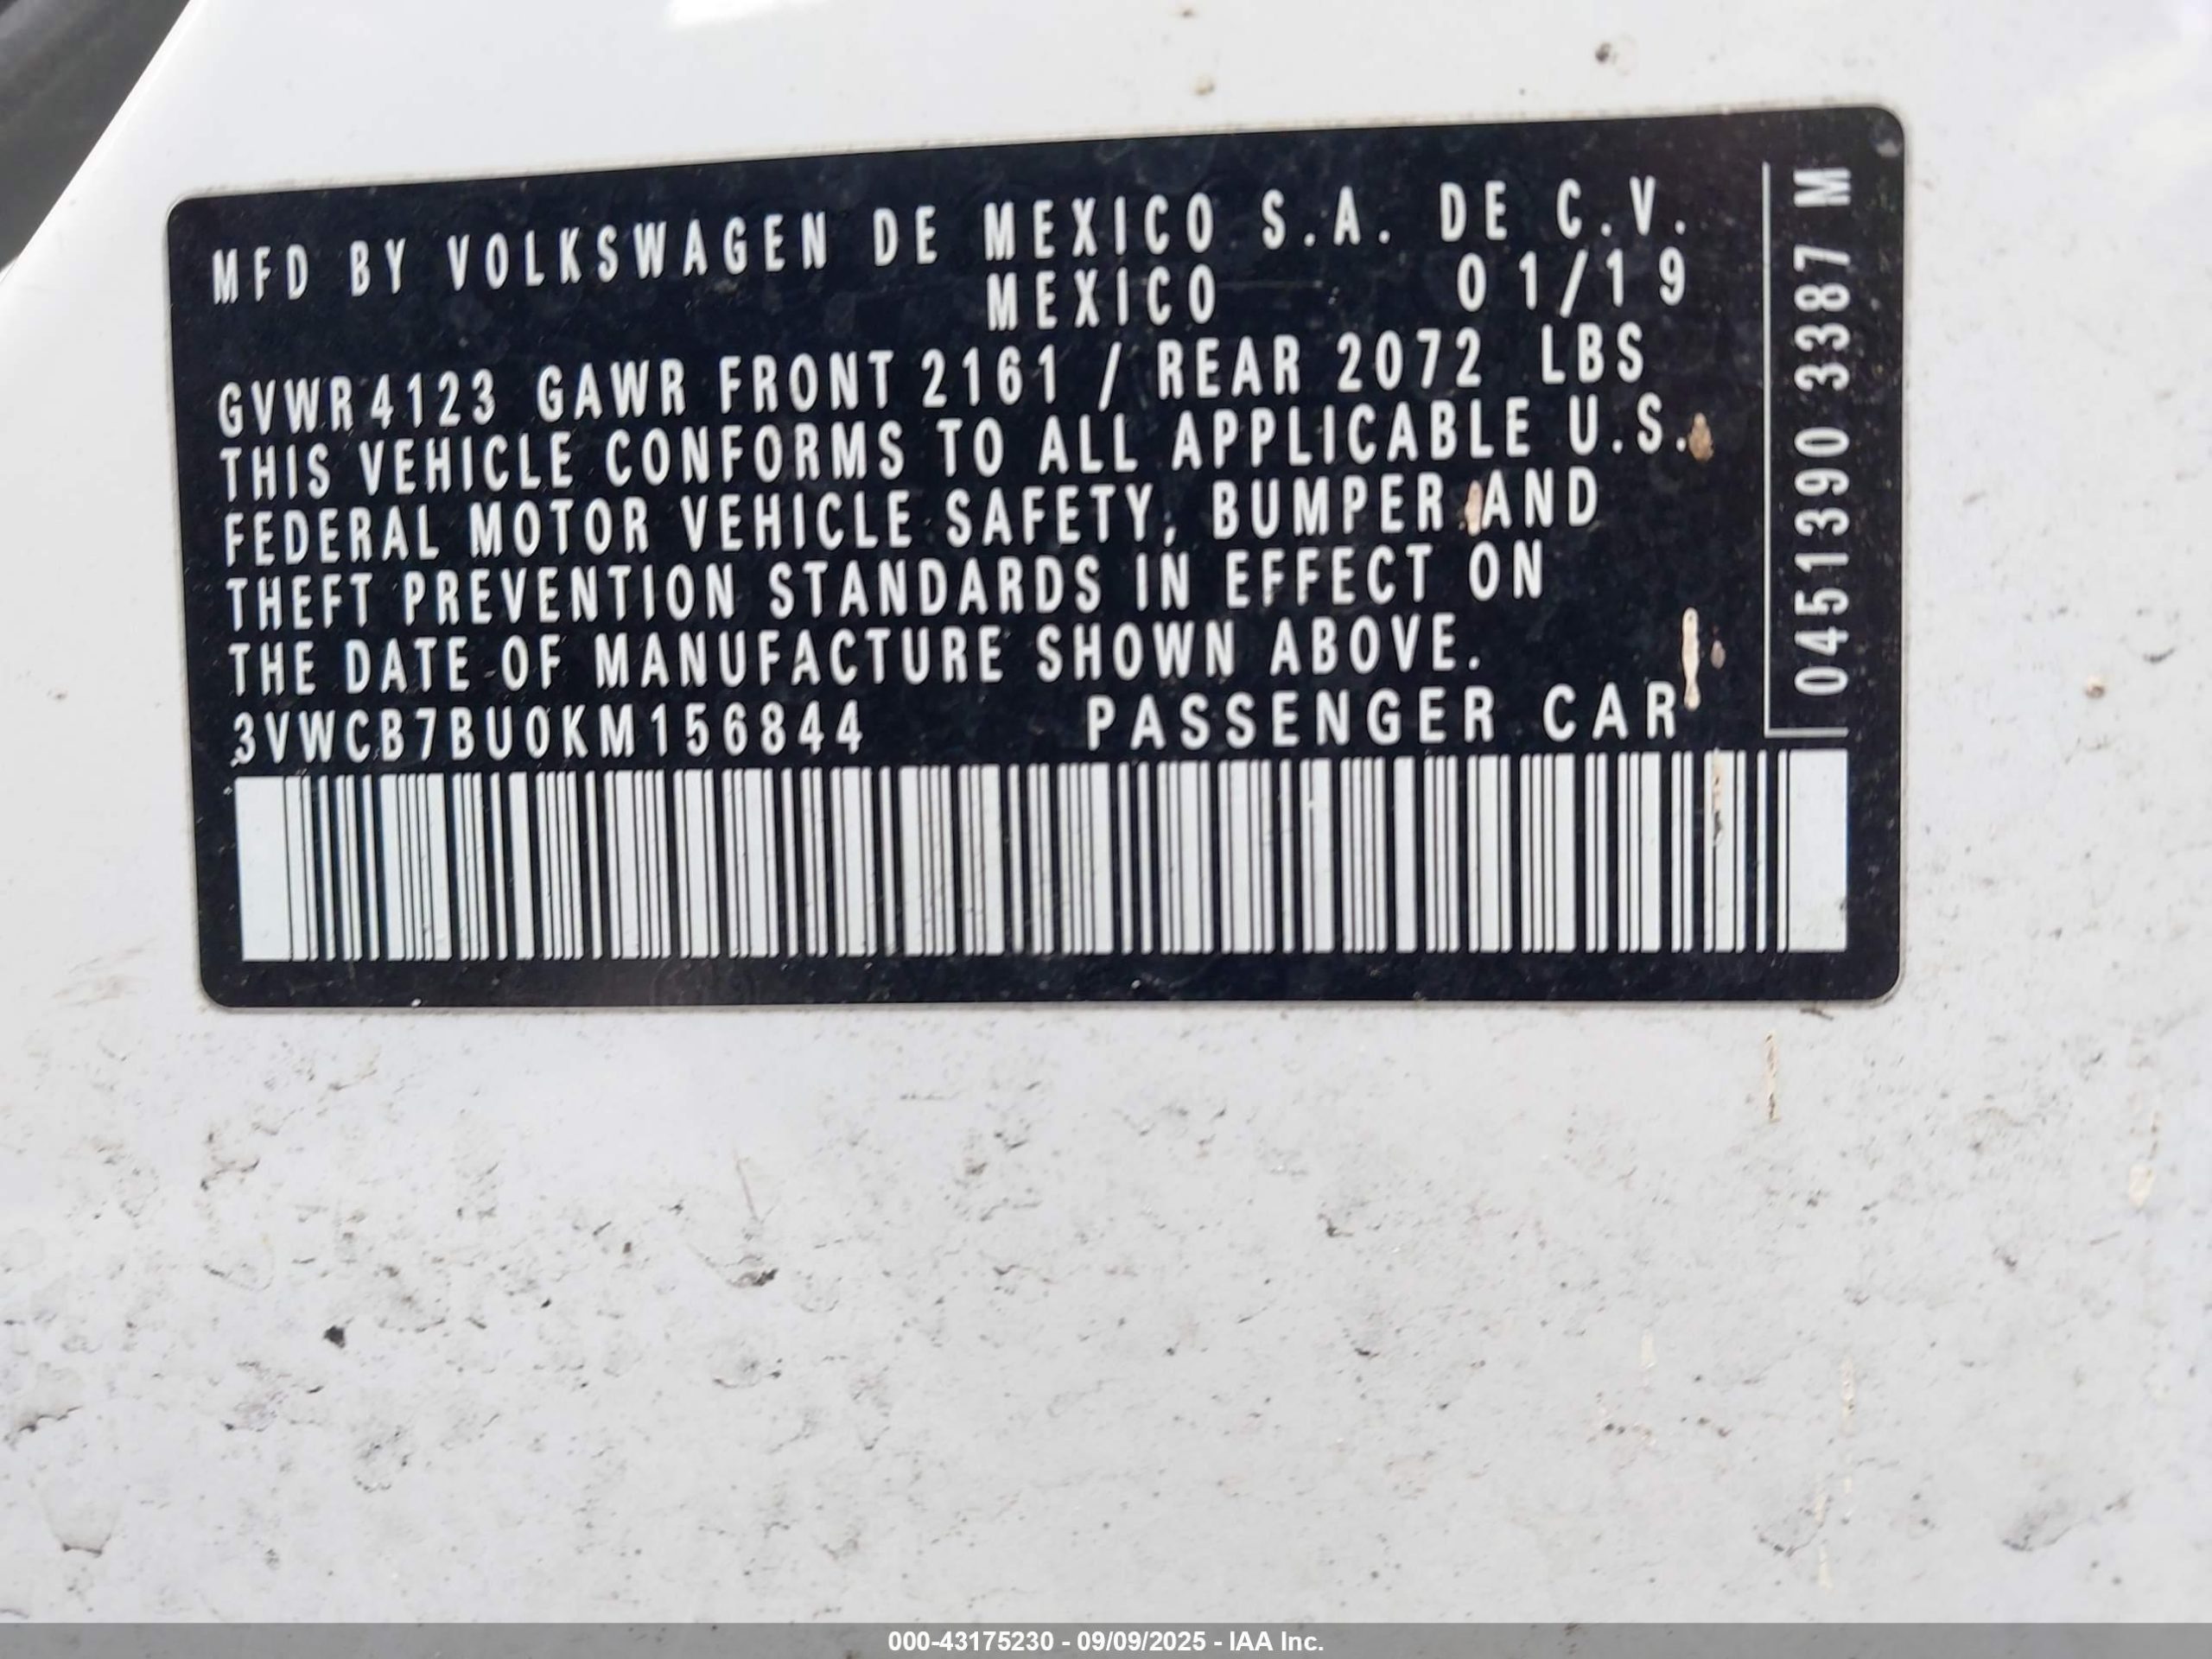 MFD BY VOLKSWAGEN DE MEXICO S.A. DE C.V.
MEXICO 01/19
GVWR 4123 GAWR FRONT 2161 / REAR 2072 LBS
THIS VEHICLE CONFORMS TO ALL APPLICABLE U.S.
FEDERAL MOTOR VEHICLE SAFETY, BUMPER AND
THEFT PREVENTION STANDARDS IN EFFECT ON
THE DATE OF MANUFACTURE SHOWN ABOVE.
3VWCB7BU0KM156844 PASSENGER CAR
0451390 3387 M
000-43175230 - 09/09/2025 - IAA Inc.